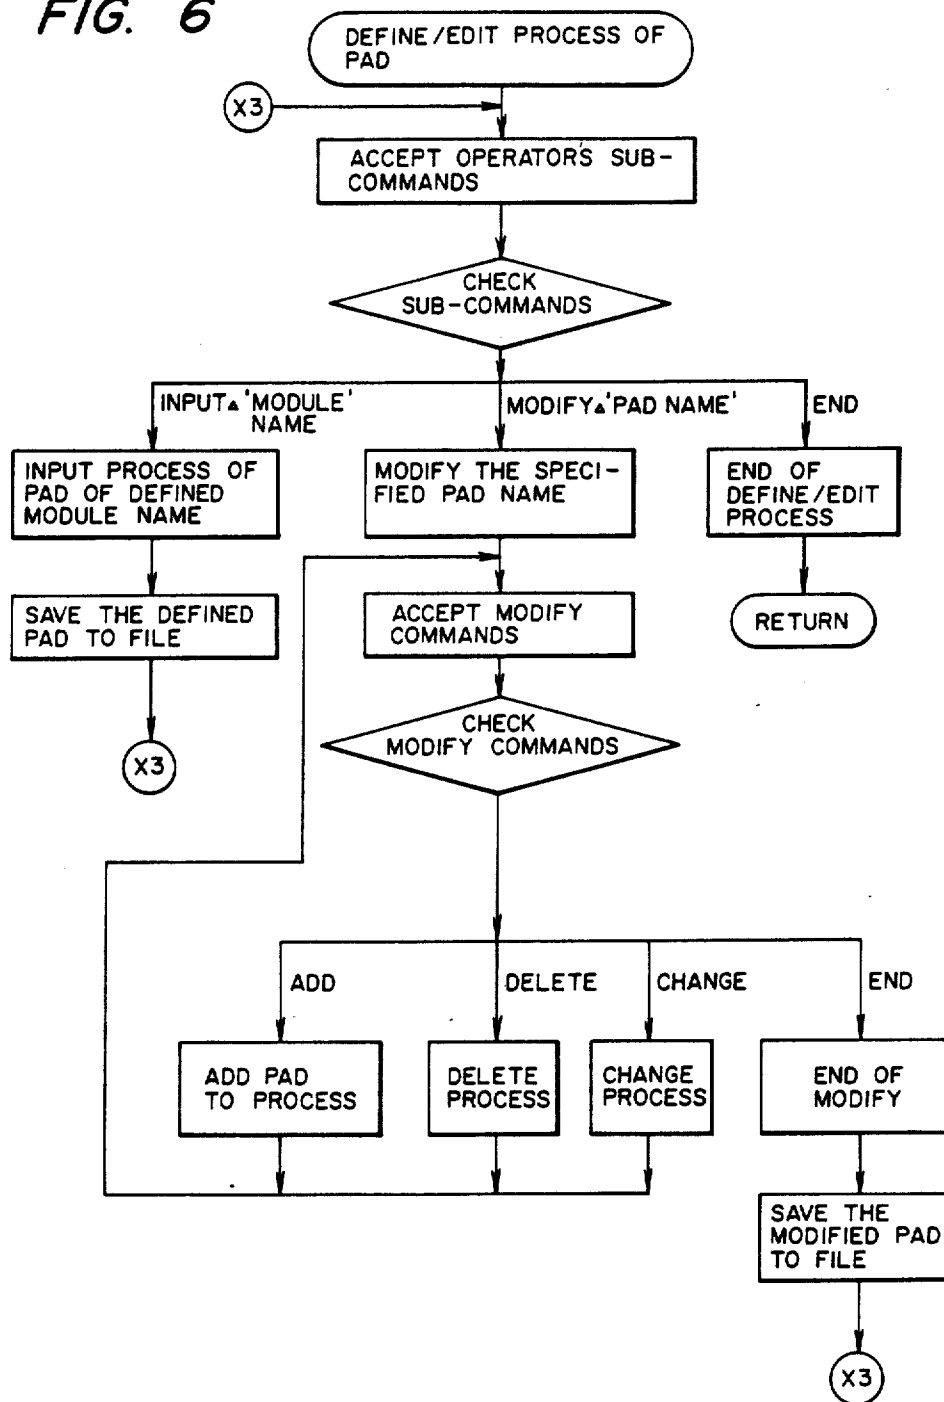 FIG. 6
DEFINE/EDIT PROCESS OF
PAD
X3
ACCEPT OPERATOR'S SUB-
COMMANDS
CHECK
SUB-COMMANDS
INPUT▵'MODULE'
NAME
MODIFY▵'PAD NAME'
END
INPUT PROCESS OF
PAD OF DEFINED
MODULE NAME
MODIFY THE SPECI-
FIED PAD NAME
END OF
DEFINE/EDIT
PROCESS
SAVE THE DEFINED
PAD TO FILE
ACCEPT MODIFY
COMMANDS
RETURN
X3
CHECK
MODIFY COMMANDS
ADD
DELETE
CHANGE
END
ADD PAD
TO PROCESS
DELETE
PROCESS
CHANGE
PROCESS
END OF
MODIFY
SAVE THE
MODIFIED PAD
TO FILE
X3